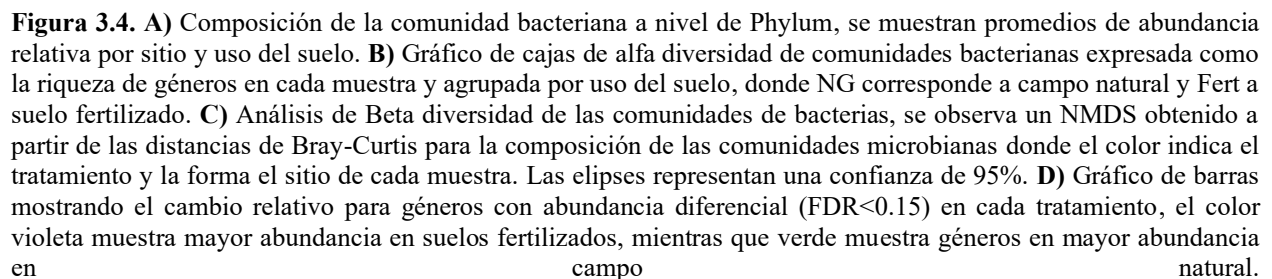 Figura 3.4. A) Composición de la comunidad bacteriana a nivel de Phylum, se muestran promedios de abundancia
relativa por sitio y uso del suelo. B) Gráfico de cajas de alfa diversidad de comunidades bacterianas expresada como
la riqueza de géneros en cada muestra y agrupada por uso del suelo, donde NG corresponde a campo natural y Fert a
suelo fertilizado. C) Análisis de Beta diversidad de las comunidades de bacterias, se observa un NMDS obtenido a
partir de las distancias de Bray-Curtis para la composición de las comunidades microbianas donde el color indica el
tratamiento y la forma el sitio de cada muestra. Las elipses representan una confianza de 95%. D) Gráfico de barras
mostrando el cambio relativo para géneros con abundancia diferencial (FDR<0.15) en cada tratamiento, el color
violeta muestra mayor abundancia en suelos fertilizados, mientras que verde muestra géneros en mayor abundancia
en campo natural.